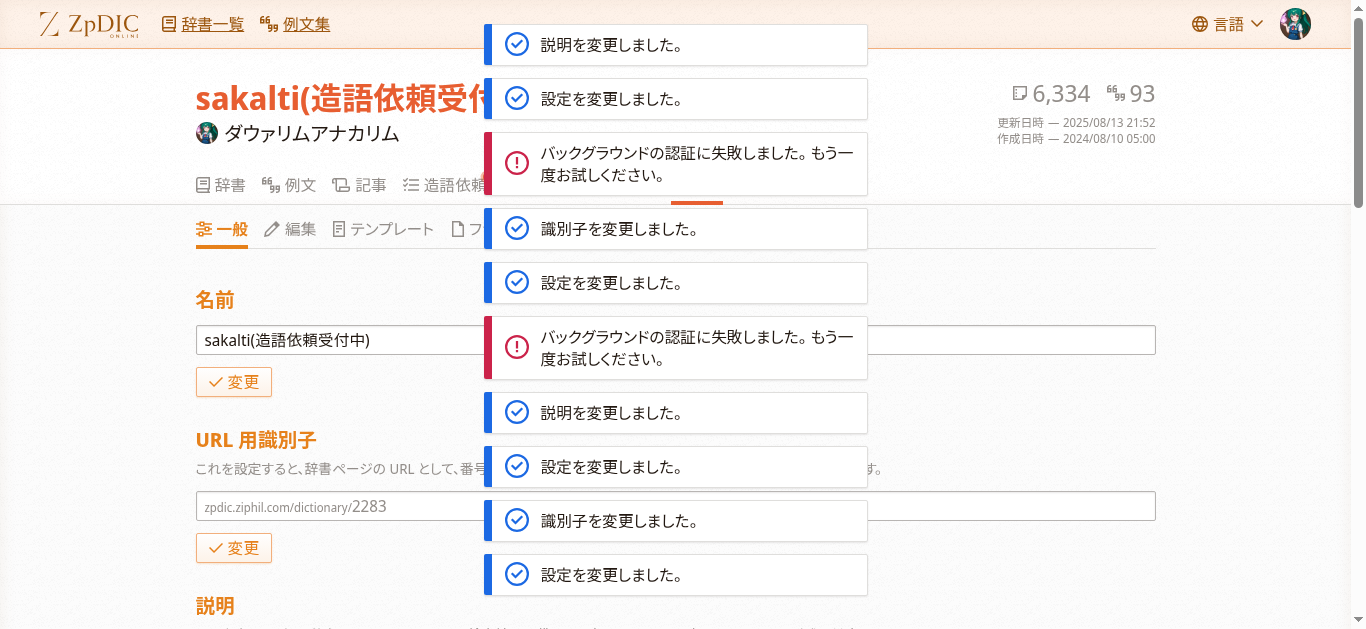 ZpDIC
ONLINE
辞書一覧
例文集
言語
sakalti(造語依頼受付
ダウァリムアナカリム
6,334
93
更新日時 — 2025/08/13 21:52
作成日時 — 2024/08/10 05:00
辞書
例文
記事
造語依頼
説明を変更しました。
設定を変更しました。
バックグラウンドの認証に失敗しました。もう一
度お試しください。
識別子を変更しました。
設定を変更しました。
バックグラウンドの認証に失敗しました。もう一
度お試しください。
説明を変更しました。
設定を変更しました。
識別子を変更しました。
設定を変更しました。
一般
編集
テンプレート
フ
名前
sakalti(造語依頼受付中)
変更
URL 用識別子
これを設定すると、辞書ページの URL として、番号
す。
zpdic.ziphil.com/dictionary/2283
変更
説明